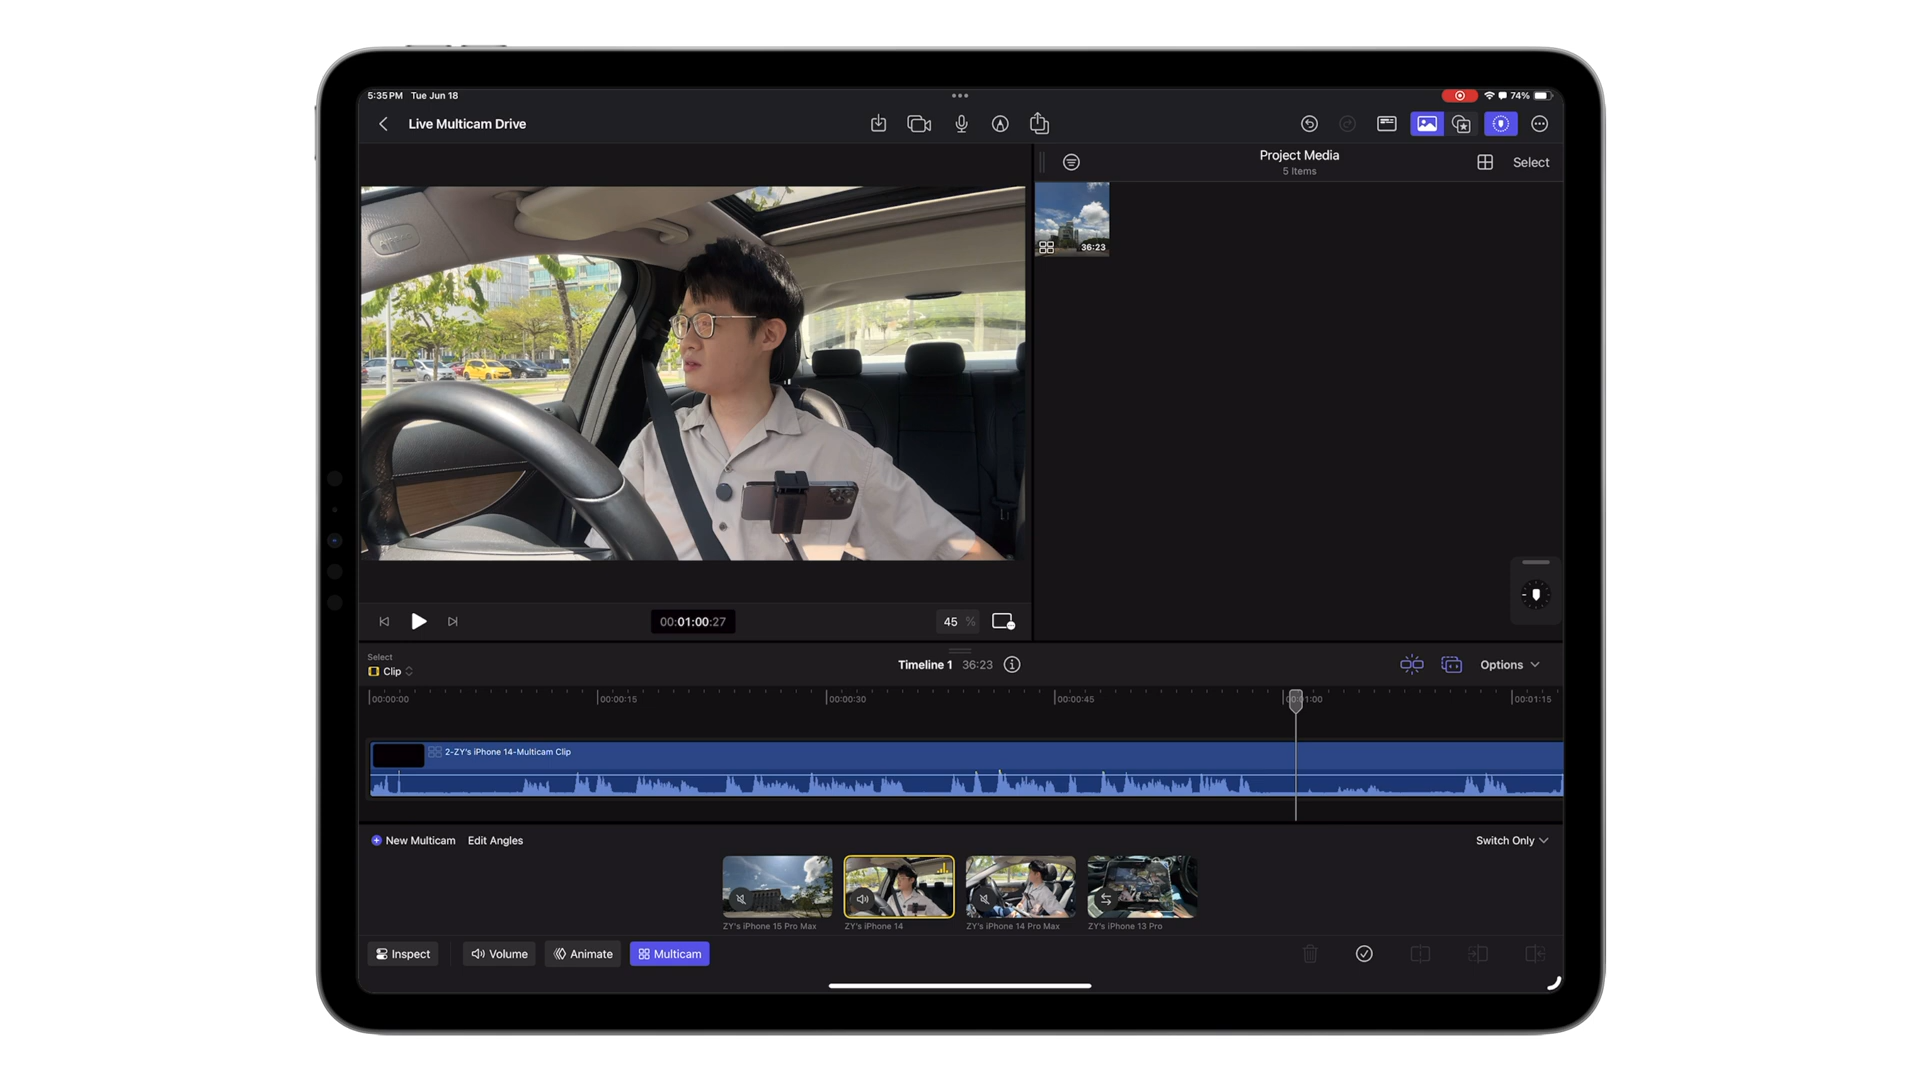 5:35 PM Tue Jun 18
74%
Live Multicam Drive
Project Media
5 Items
Select
36:23
00:01:00:27
45 %
Select
Clip
Timeline 1 36:23
Options
00:00:00 00:00:15 00:00:30 00:00:45 00:01:00 00:01:15
2-ZY's iPhone 14-Multicam Clip
New Multicam Edit Angles
Switch Only
ZY's iPhone 15 Pro Max ZY's iPhone 14 ZY's iPhone 14 Pro Max ZY's iPhone 13 Pro
Inspect Volume Animate Multicam